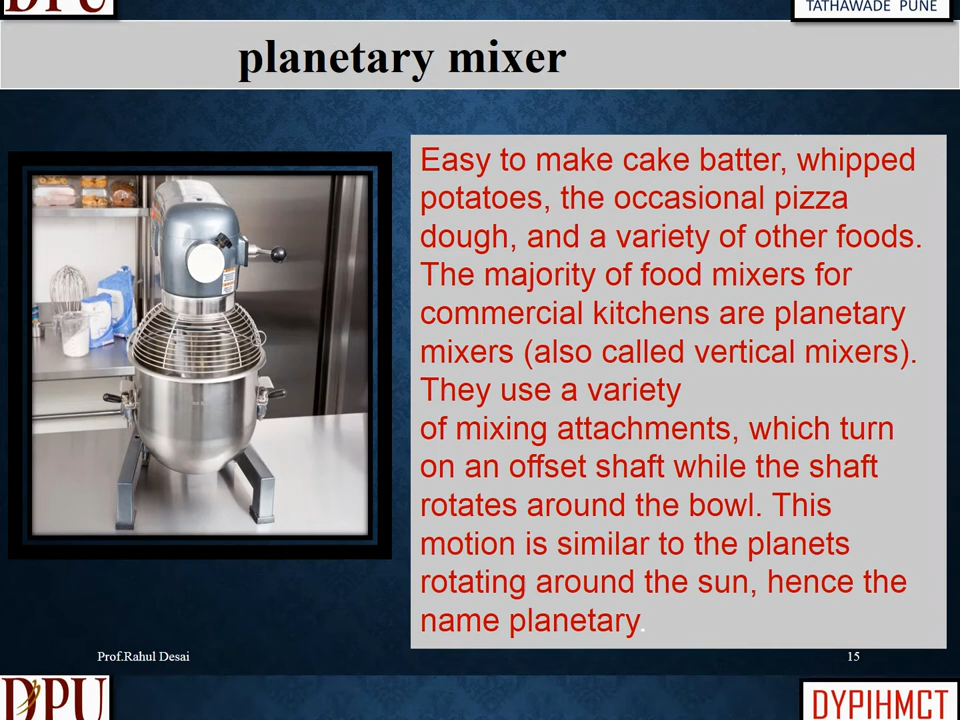 DPU
TATHAWADE PUNE
planetary mixer
Easy to make cake batter, whipped
potatoes, the occasional pizza
dough, and a variety of other foods.
The majority of food mixers for
commercial kitchens are planetary
mixers (also called vertical mixers).
They use a variety
of mixing attachments, which turn
on an offset shaft while the shaft
rotates around the bowl. This
motion is similar to the planets
rotating around the sun, hence the
name planetary.
Prof.Rahul Desai
15
DPU
DYPIHMCT